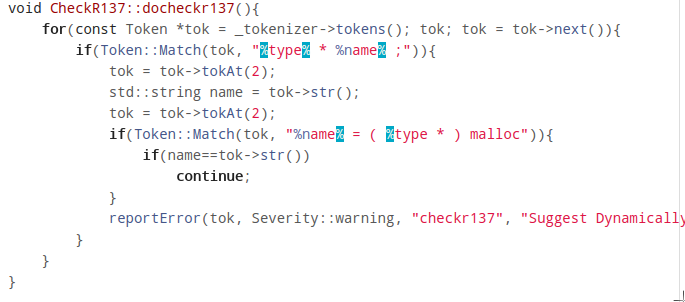 void CheckR137::docheckr137(){
    for(const Token *tok = _tokenizer->tokens(); tok; tok = tok->next()){
        if(Token::Match(tok, "%type% * %name% ;")){
            tok = tok->tokAt(2);
            std::string name = tok->str();
            tok = tok->tokAt(2);
            if(Token::Match(tok, "%name% = ( %type * ) malloc")){
                if(name==tok->str())
                    continue;
            }
            reportError(tok, Severity::warning, "checkr137", "Suggest Dynamically
        }
    }
}